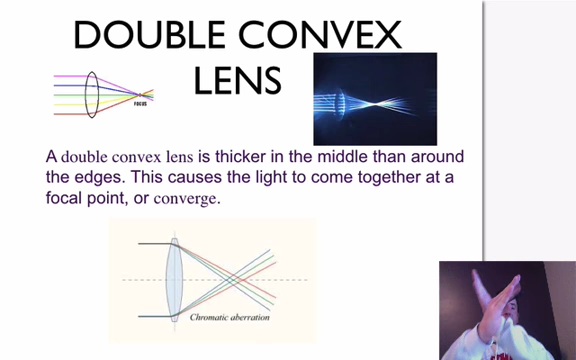 DOUBLE CONVEX
LENS
FOCUS
A double convex lens is thicker in the middle than around
the edges. This causes the light to come together at a
focal point, or converge.
Chromatic aberration